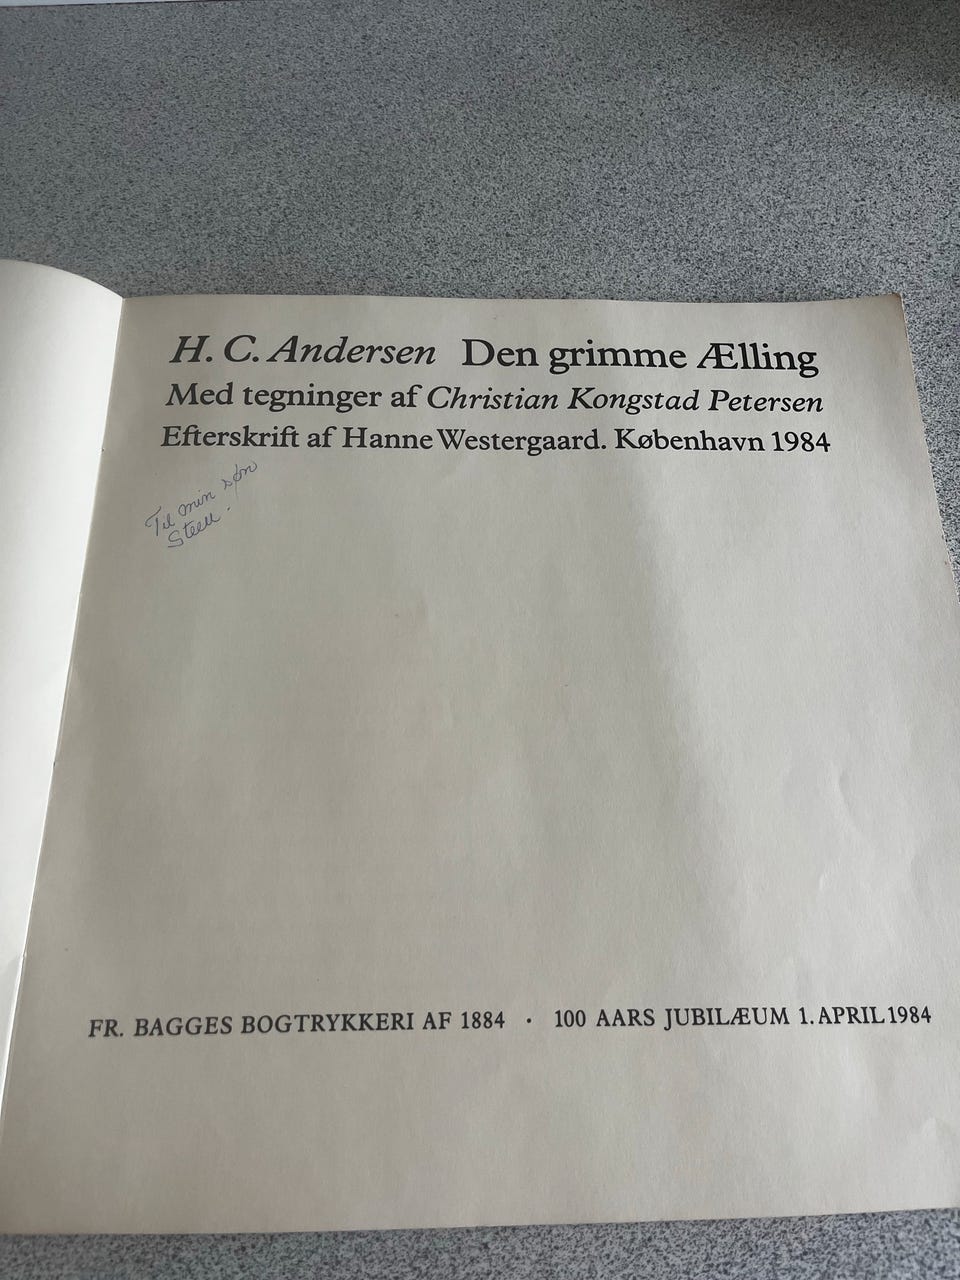 H. C. Andersen Den grimme Ælling
Med tegninger af Christian Kongstad Petersen
Efterskrift af Hanne Westergaard. København 1984
Til min søn
Steen.
FR. BAGGES BOGTRYKKERI AF 1884 · 100 AARS JUBILÆUM 1. APRIL 1984